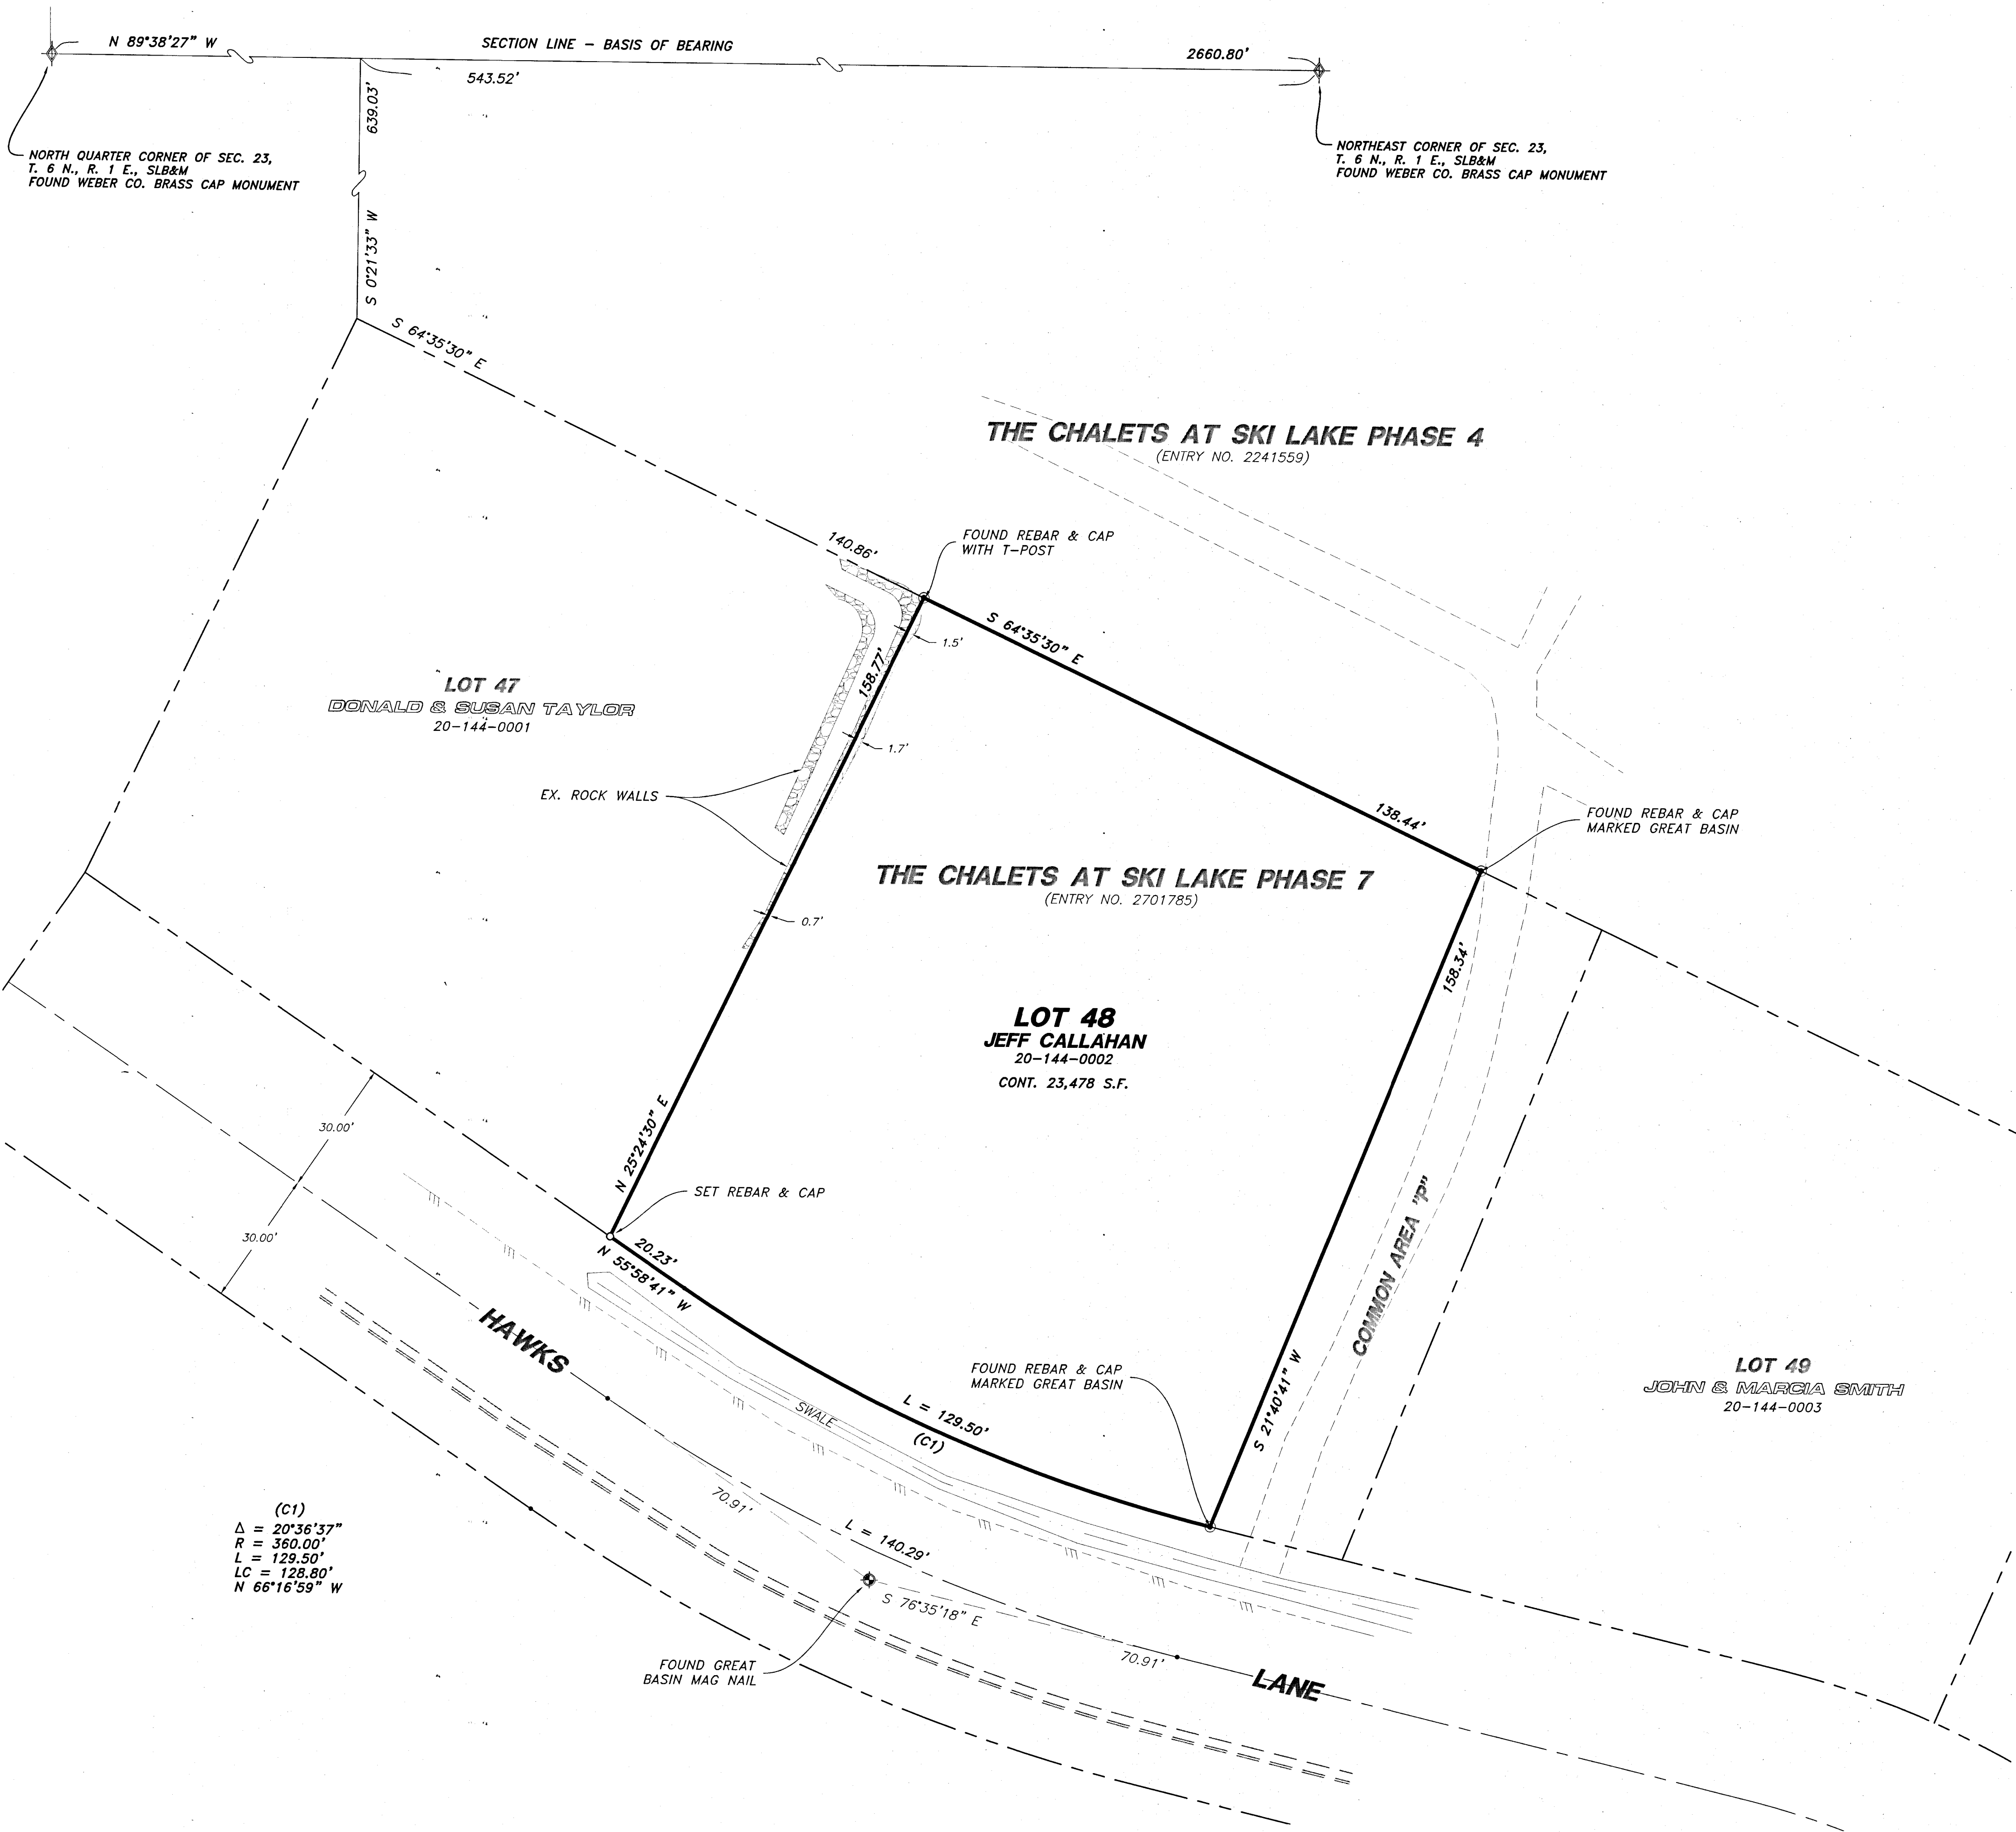 N 89°38'27" W
SECTION LINE - BASIS OF BEARING
2660.80'
543.52'
639.03'
S 0°21'33" W
NORTH QUARTER CORNER OF SEC. 23,
T. 6 N., R. 1 E., SLB&M
FOUND WEBER CO. BRASS CAP MONUMENT
NORTHEAST CORNER OF SEC. 23,
T. 6 N., R. 1 E., SLB&M
FOUND WEBER CO. BRASS CAP MONUMENT
S 64°35'30" E
140.86'
THE CHALETS AT SKI LAKE PHASE 4
(ENTRY NO. 2241559)
FOUND REBAR & CAP
WITH T-POST
S 64°35'30" E
138.44'
1.5'
158.77'
1.7'
LOT 47
DONALD & SUSAN TAYLOR
20-144-0001
EX. ROCK WALLS
FOUND REBAR & CAP
MARKED GREAT BASIN
THE CHALETS AT SKI LAKE PHASE 7
(ENTRY NO. 2701785)
0.7'
158.34'
LOT 48
JEFF CALLAHAN
20-144-0002
CONT. 23,478 S.F.
N 25°24'30" E
30.00'
30.00'
SET REBAR & CAP
20.23'
N 55°58'41" W
COMMON AREA "P"
S 21°40'41" W
HAWKS
FOUND REBAR & CAP
MARKED GREAT BASIN
L = 129.50'
(C1)
SWALE
LOT 49
JOHN & MARCIA SMITH
20-144-0003
70.91'
L = 140.29'
S 76°35'18" E
70.91'
(C1)
Δ = 20°36'37"
R = 360.00'
L = 129.50'
LC = 128.80'
N 66°16'59" W
FOUND GREAT
BASIN MAG NAIL
LANE